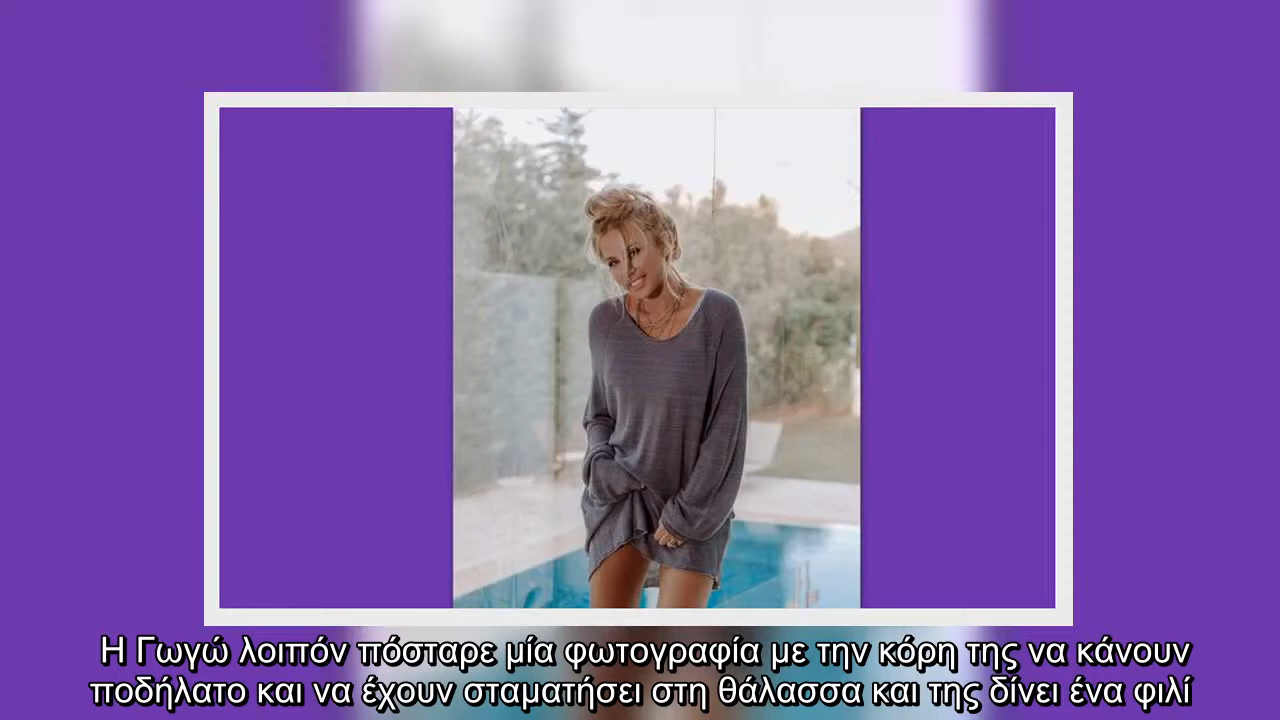 Η Γωγώ λοιπόν πόσταρε μία φωτογραφία με την κόρη της να κάνουν
ποδήλατο και να έχουν σταματήσει στη θάλασσα και της δίνει ένα φιλί